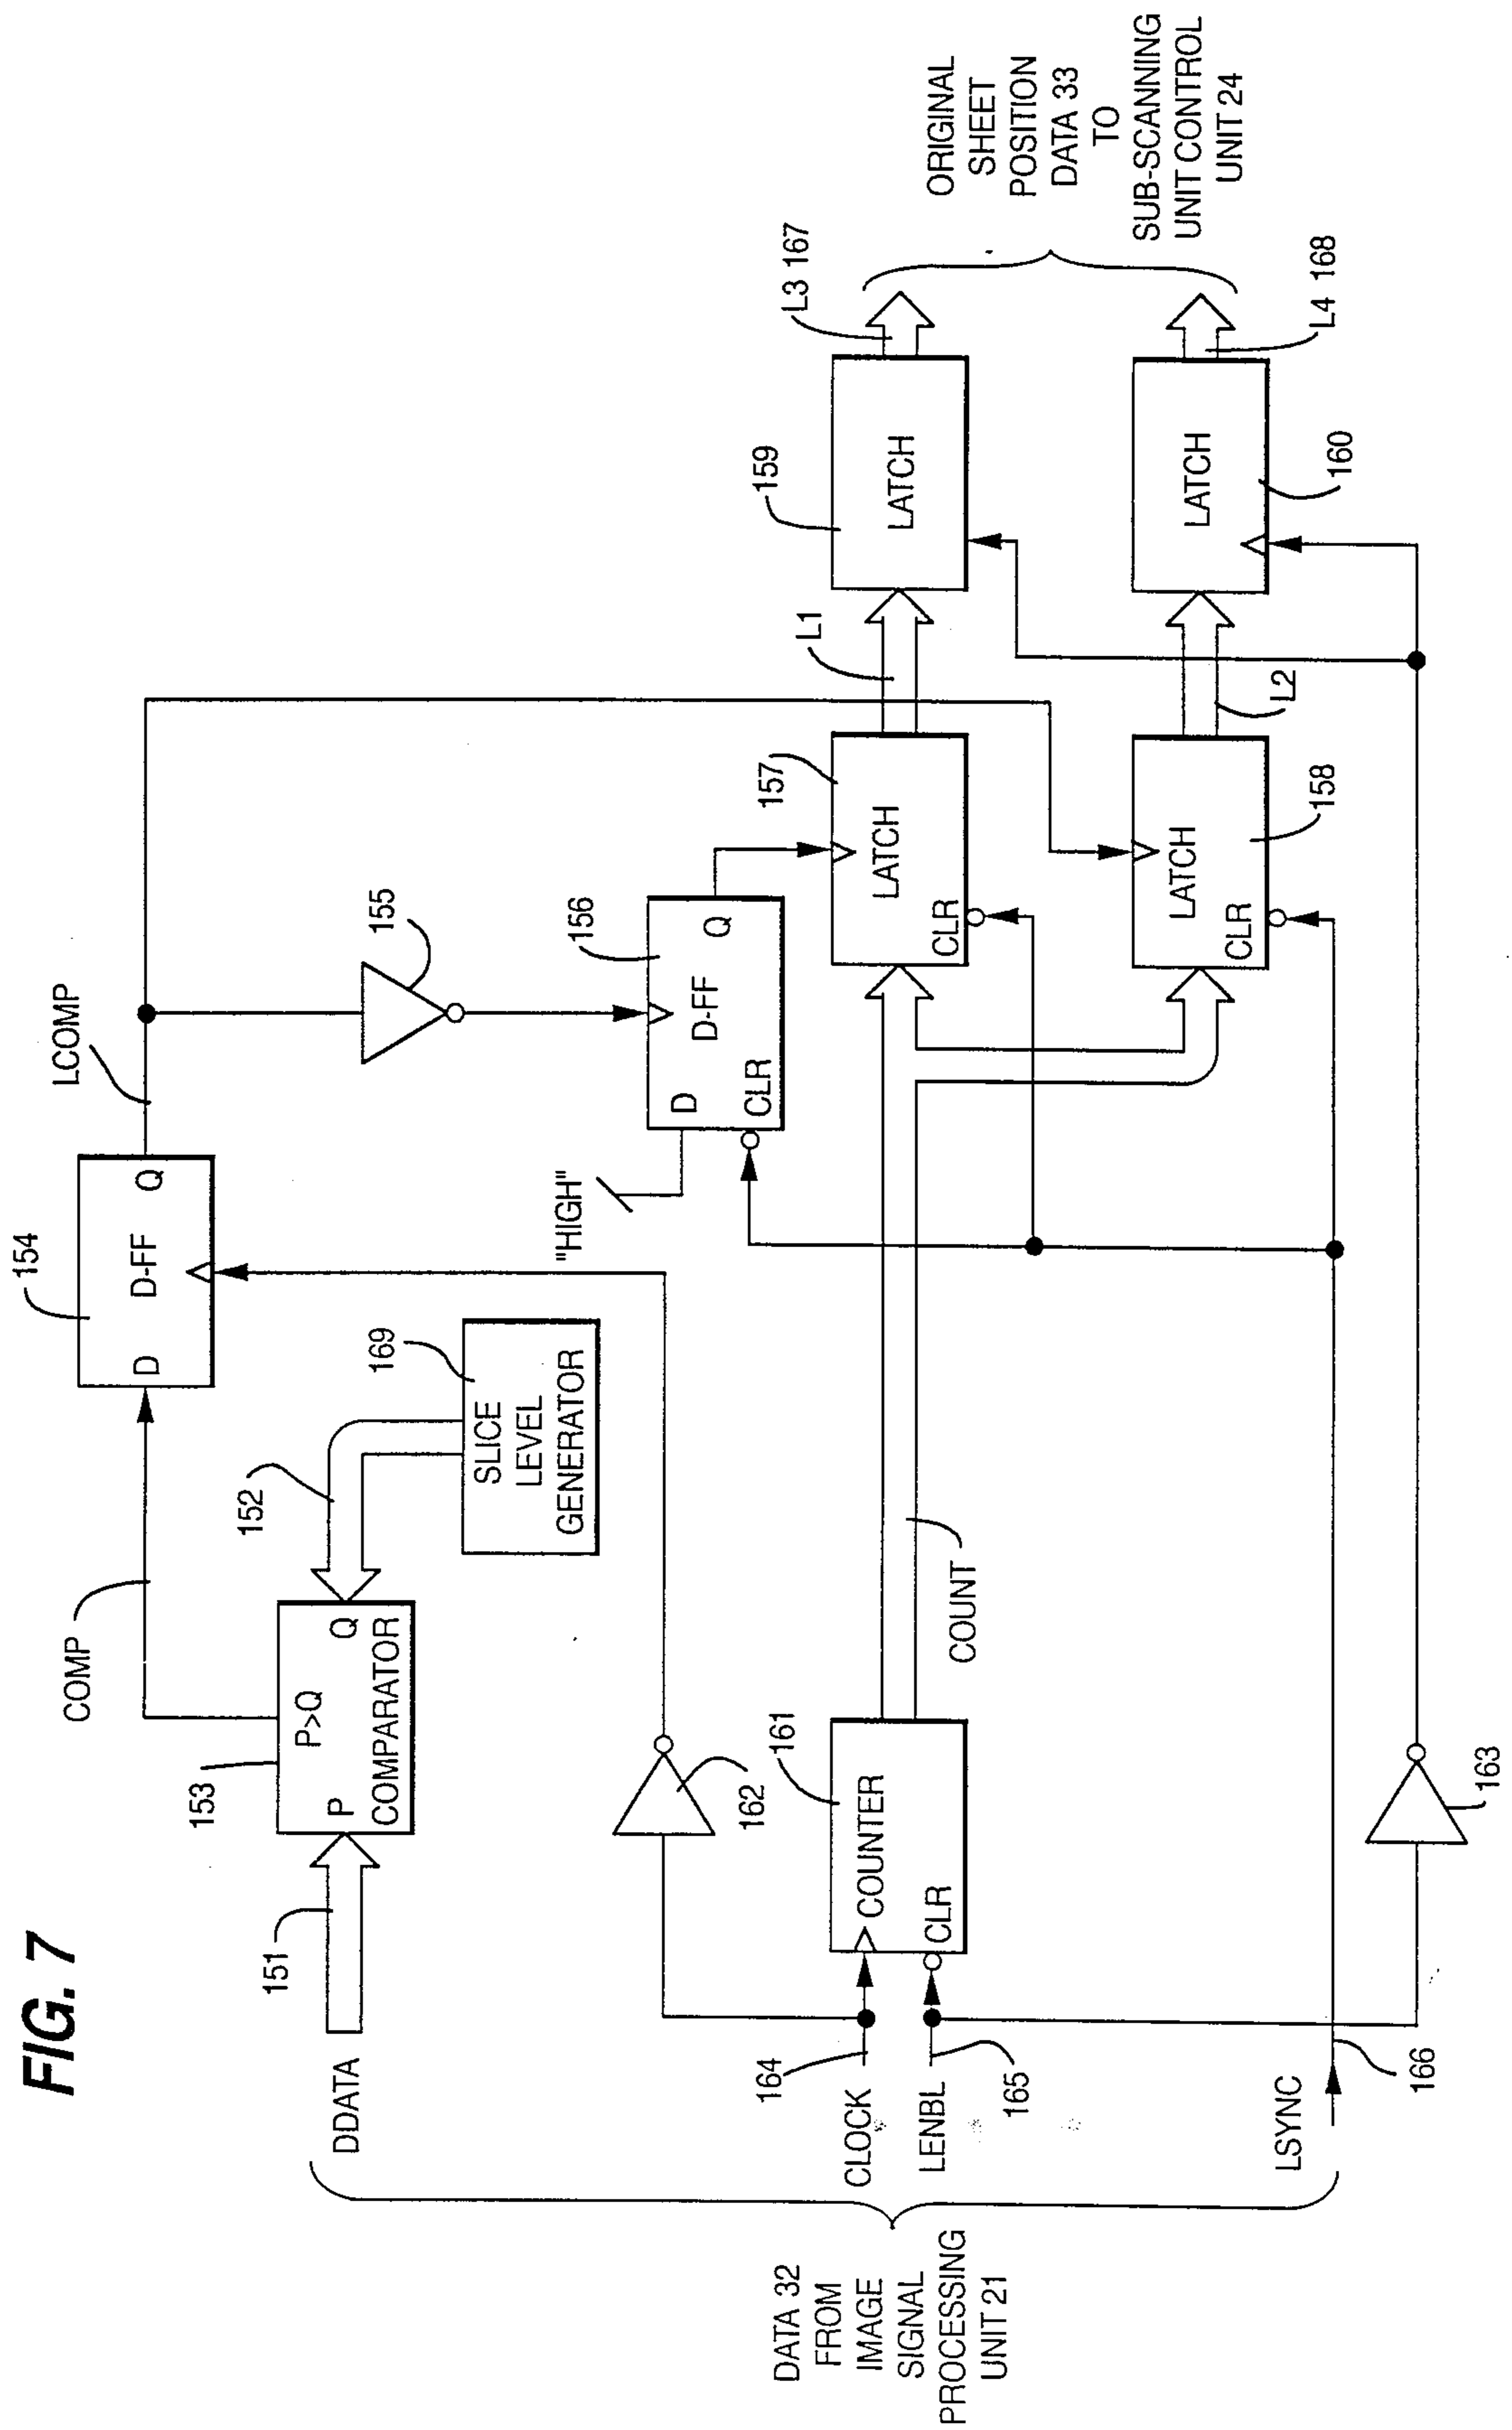 FIG. 7
DATA 32
FROM
IMAGE
SIGNAL
PROCESSING
UNIT 21
DDATA
151
153
P
P>Q
Q
COMPARATOR
COMP
152
169
SLICE
LEVEL
GENERATOR
154
D
D-FF
Q
LCOMP
155
156
"HIGH"
D
D-FF
Q
CLR
162
CLOCK
164
LENBL
165
161
COUNTER
CLR
COUNT
157
LATCH
CLR
L1
159
LATCH
L3 167
158
LATCH
CLR
L2
LATCH
160
L4 168
LSYNC
166
163
ORIGINAL
SHEET
POSITION
DATA 33
TO
SUB-SCANNING
UNIT CONTROL
UNIT 24